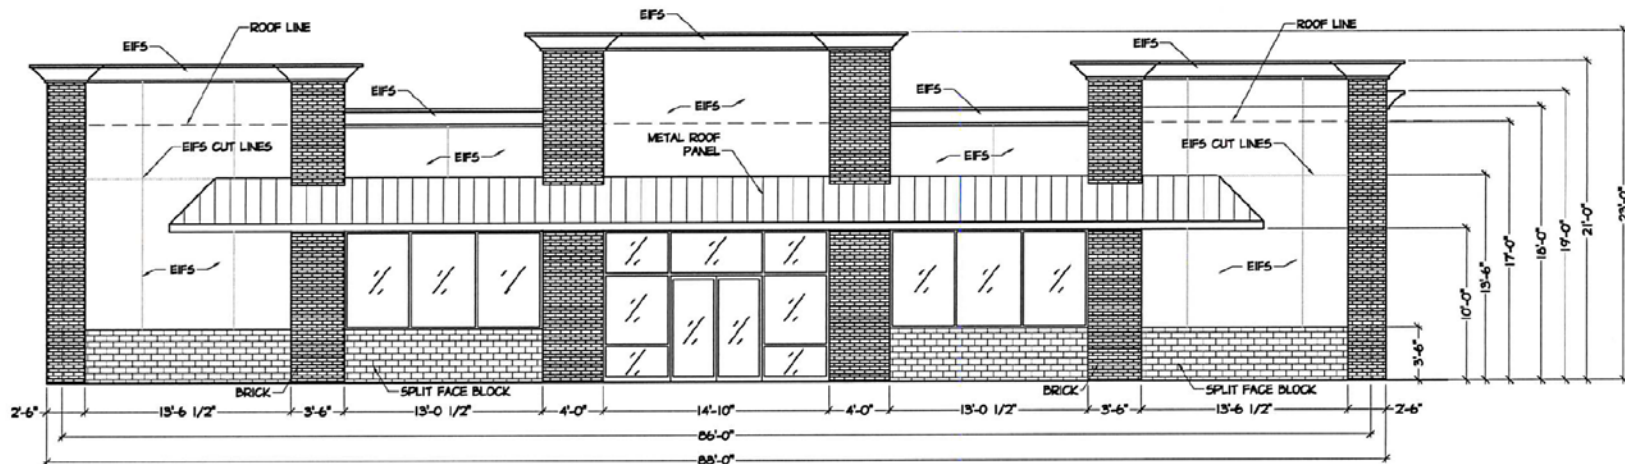 EIFS
ROOF LINE
EIFS
ROOF LINE
EIFS
EIFS
EIFS
EIFS
EIFS
METAL ROOF
PANEL
EIFS CUT LINES
EIFS
EIFS
EIFS CUT LINES
EIFS
EIFS
BRICK
SPLIT FACE BLOCK
BRICK
SPLIT FACE BLOCK
3'-6"
10'-0"
13'-6"
17'-0"
18'-0"
19'-0"
21'-0"
23'-0"
2'-6" 13'-6 1/2" 3'-6" 13'-0 1/2" 4'-0" 14'-10" 4'-0" 13'-0 1/2" 3'-6" 13'-6 1/2" 2'-6"
86'-0"
88'-0"